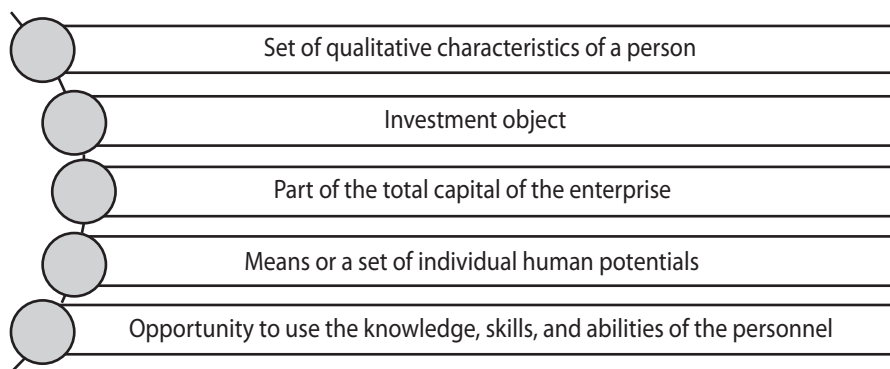 Set of qualitative characteristics of a person
Investment object
Part of the total capital of the enterprise
Means or a set of individual human potentials
Opportunity to use the knowledge, skills, and abilities of the personnel